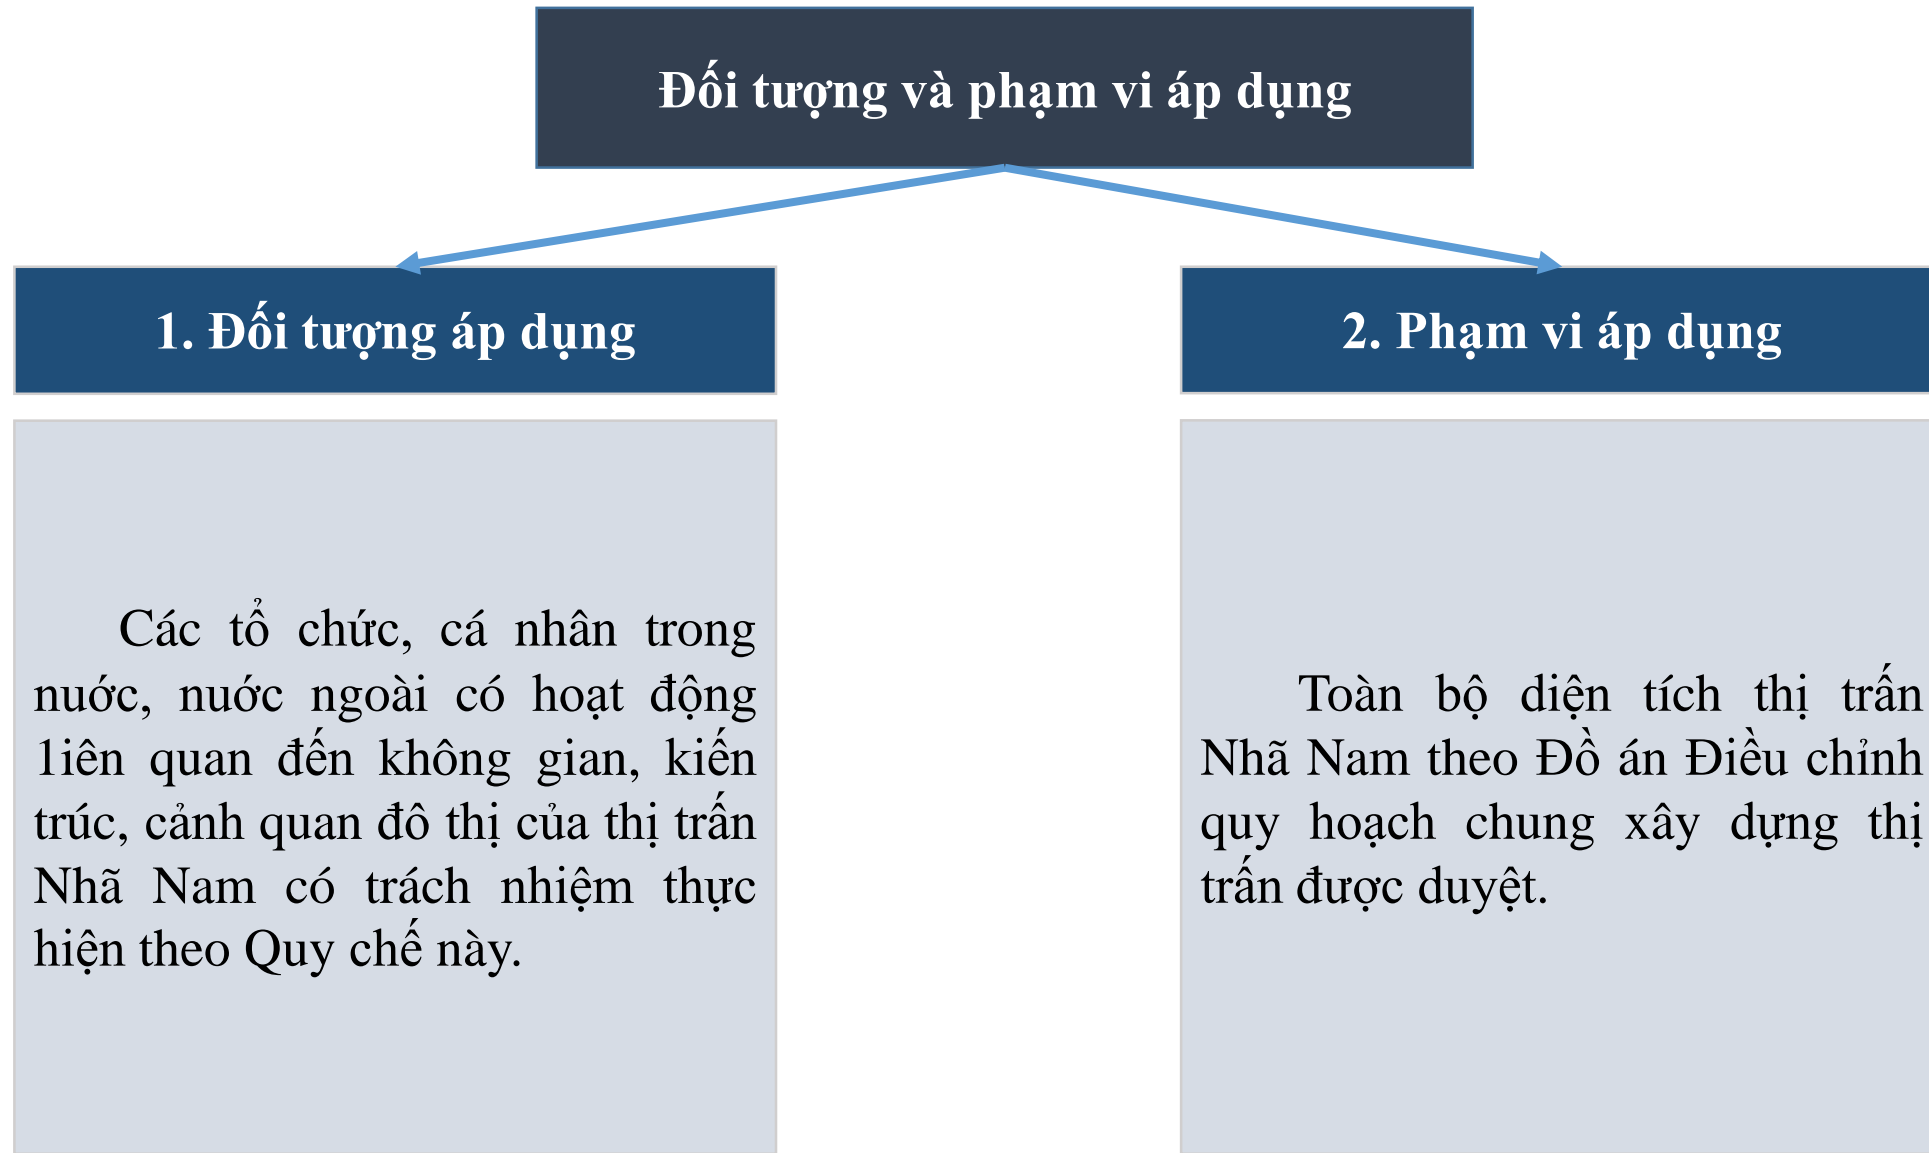 Đối tượng và phạm vi áp dụng
1. Đối tượng áp dụng
Các tổ chức, cá nhân trong
nuớc, nuớc ngoài có hoạt động
1iên quan đến không gian, kiến
trúc, cảnh quan đô thị của thị trấn
Nhã Nam có trách nhiệm thực
hiện theo Quy chế này.
2. Phạm vi áp dụng
Toàn bộ diện tích thị trấn
Nhã Nam theo Đồ án Điều chỉnh
quy hoạch chung xây dựng thị
trấn được duyệt.